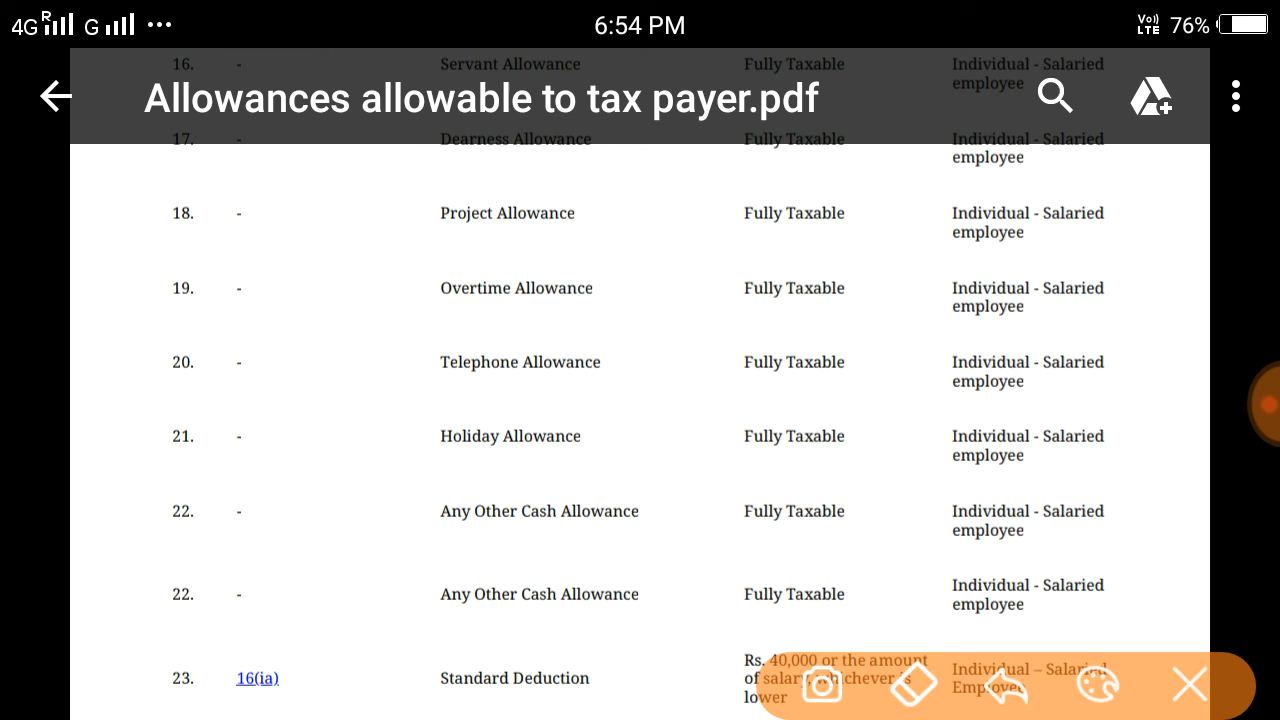 4G R G ... 6:54 PM Vo)) LTE 76%
16. - Servant Allowance Fully Taxable Individual - Salaried
employee
Allowances allowable to tax payer.pdf
17. - Dearness Allowance Fully Taxable Individual - Salaried
employee
18. - Project Allowance Fully Taxable Individual - Salaried
employee
19. - Overtime Allowance Fully Taxable Individual - Salaried
employee
20. - Telephone Allowance Fully Taxable Individual - Salaried
employee
21. - Holiday Allowance Fully Taxable Individual - Salaried
employee
22. - Any Other Cash Allowance Fully Taxable Individual - Salaried
employee
22. - Any Other Cash Allowance Fully Taxable Individual - Salaried
employee
23. 16(ia) Standard Deduction Rs. 40,000 or the amount
of salary, whichever is
lower
Individual – Salaried
Employee